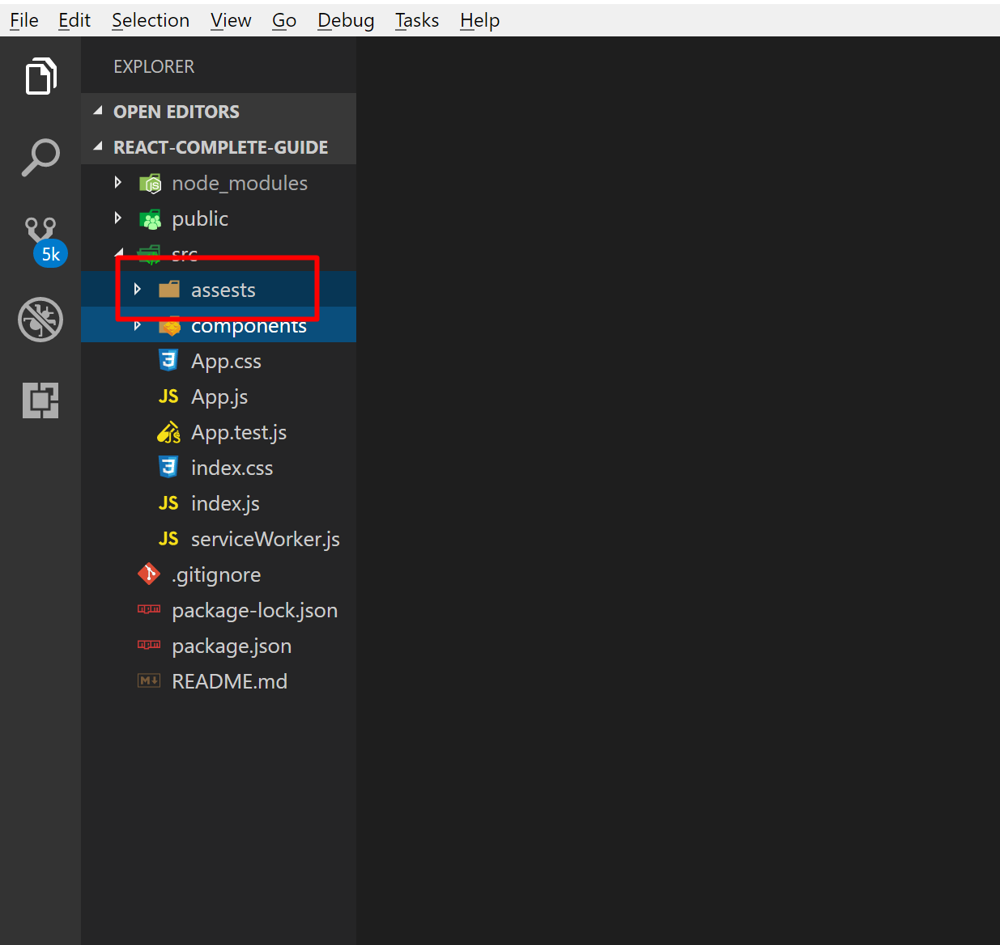 File Edit Selection View Go Debug Tasks Help
EXPLORER
OPEN EDITORS
REACT-COMPLETE-GUIDE
node_modules
public
src
5k
assests
components
App.css
App.js
App.test.js
index.css
JS index.js
JS serviceWorker.js
.gitignore
package-lock.json
package.json
README.md